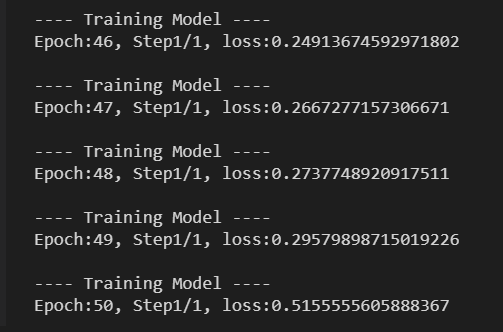 ---- Training Model ----
Epoch:46, Step1/1, loss:0.24913674592971802
---- Training Model ----
Epoch:47, Step1/1, loss:0.2667277157306671
---- Training Model ----
Epoch:48, Step1/1, loss:0.2737748920917511
---- Training Model ----
Epoch:49, Step1/1, loss:0.29579898715019226
---- Training Model ----
Epoch:50, Step1/1, loss:0.5155555605888367